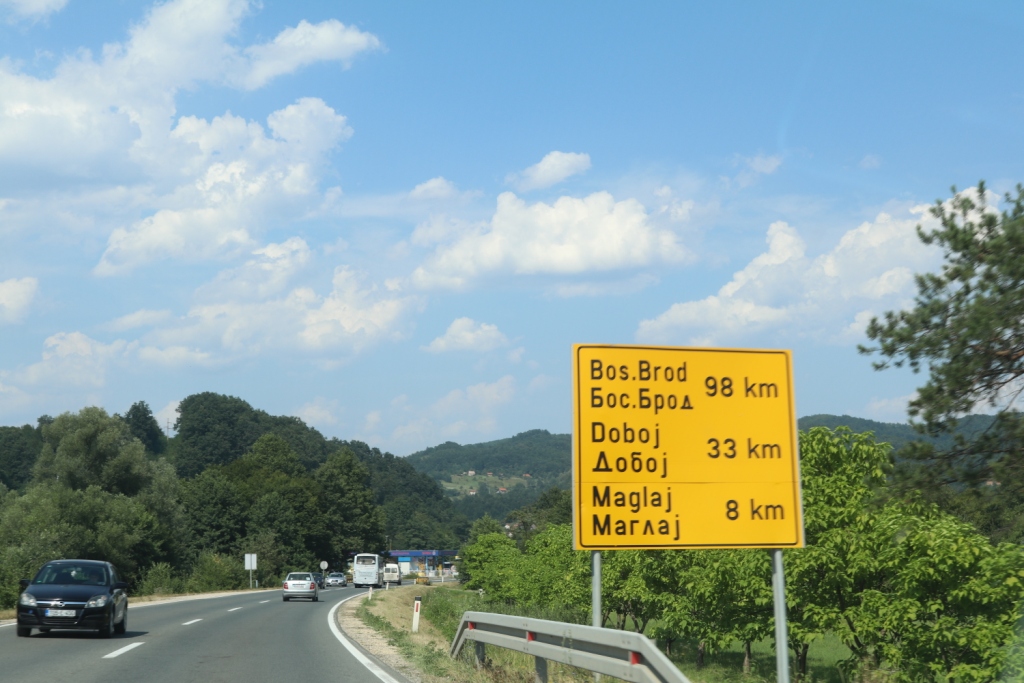 Bos.Brod 98 km
Бос.Брод
Doboj 33 km
Добој
Maglaj 8 km
Маглај